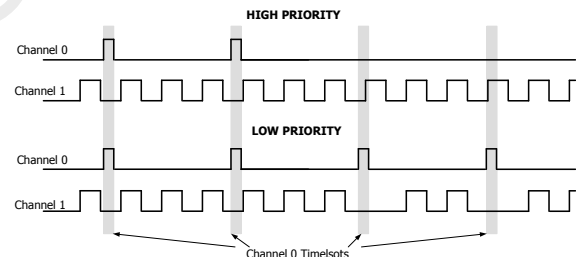 HIGH PRIORITY
Channel 0
Channel 1
LOW PRIORITY
Channel 0
Channel 1
Channel 0 Timelsots